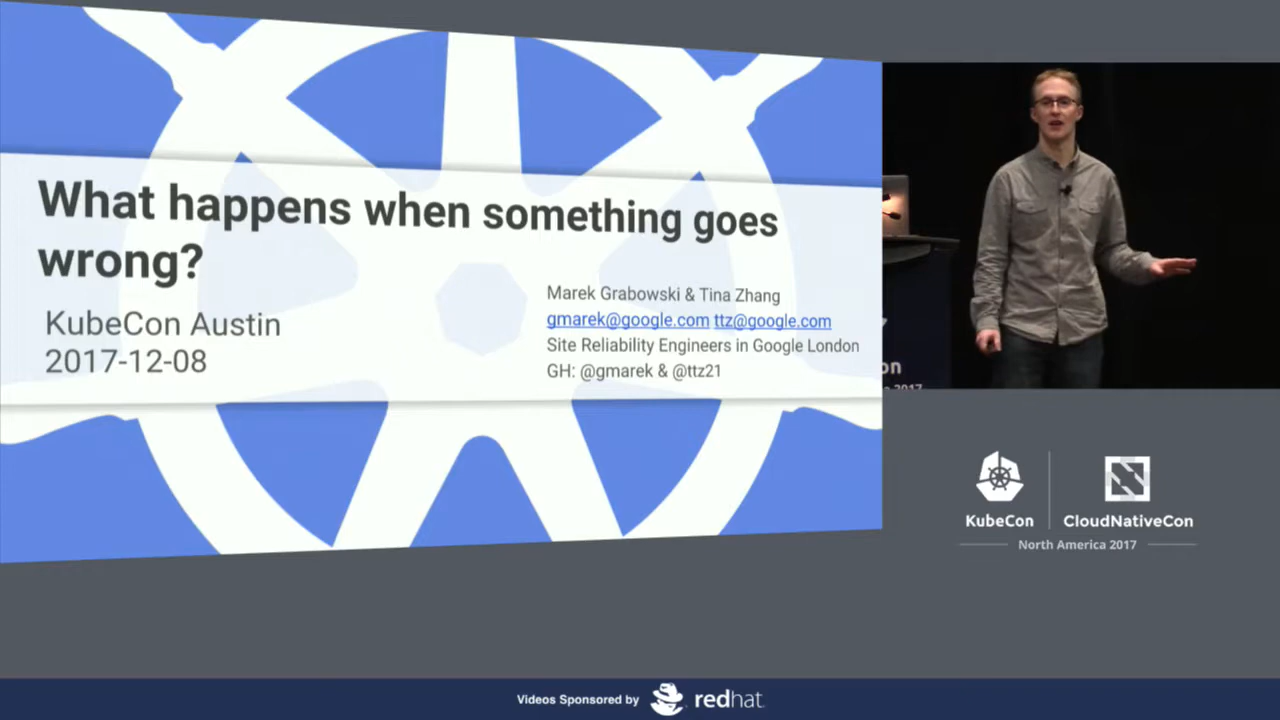 What happens when something goes
wrong?
KubeCon Austin
2017-12-08
Marek Grabowski & Tina Zhang
gmarek@google.com ttz@google.com
Site Reliability Engineers in Google London
GH: @gmarek & @ttz21
on
2017
KubeCon
CloudNativeCon
North America 2017
Videos Sponsored by redhat